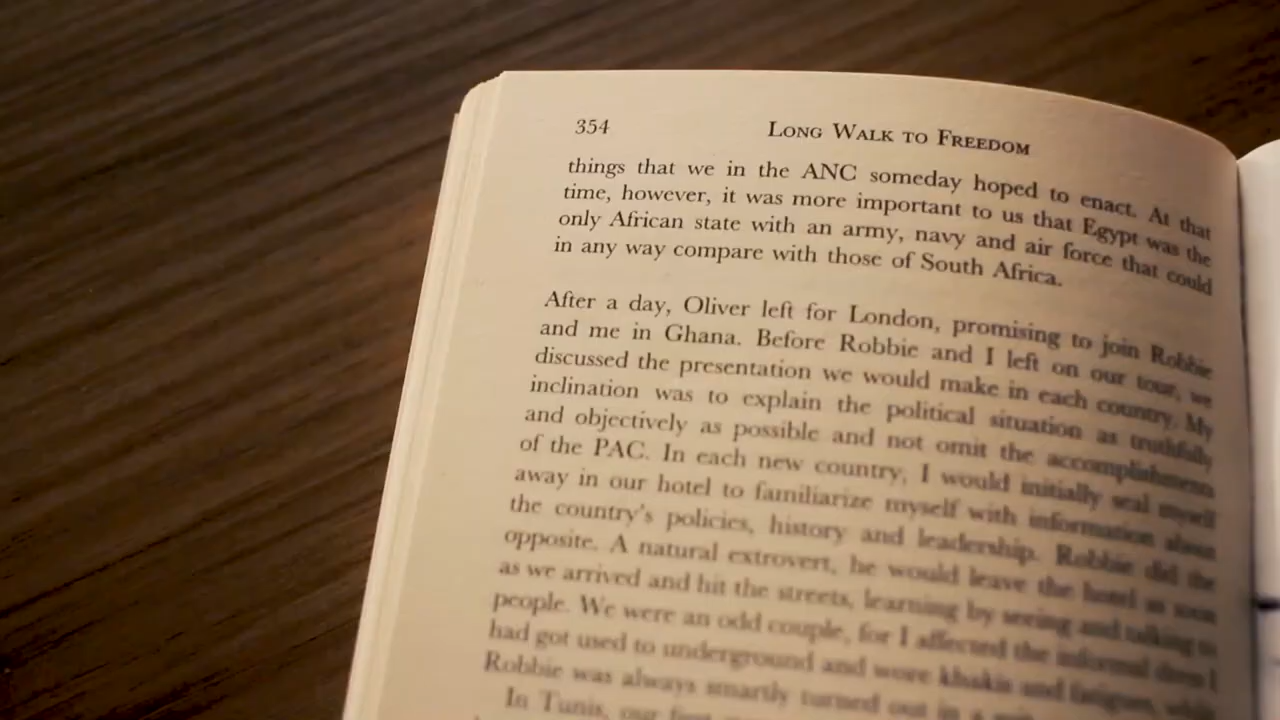 354
LONG WALK TO FREEDOM
things that we in the ANC someday hoped to enact. At that
time, however, it was more important to us that Egypt was the
only African state with an army, navy and air force that could
in any way compare with those of South Africa.
After a day, Oliver left for London, promising to join Robbie
and me in Ghana. Before Robbie and I left on our tour, we
discussed the presentation we would make in each country. My
inclination was to explain the political situation as truthfully
and objectively as possible and not omit the accomplishments
of the PAC. In each new country, I would initially seal myself
away in our hotel to familiarize myself with information about
the country's policies, history and leadership. Robbie did the
opposite. A natural extrovert, he would leave the hotel as soon
as we arrived and hit the streets, learning by seeing and talking to
people. We were an odd couple, for I affected the informal dress I
had got used to underground and wore khakis and fatigues, while
Robbie was always smartly turned out in a
In Tunis, our first